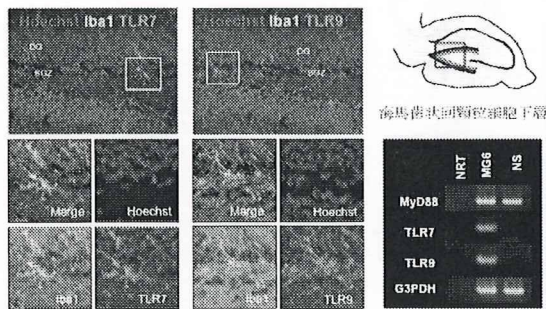 Hoechst Iba1 TLR7
DG
SGZ
Merge
Hoechst
Iba1
TLR7
Hoechst Iba1 TLR9
DG
SGZ
Merge
Hoechst
Iba1
TLR9
海馬歯状回顆粒細胞下層
NRT MG6 NS
MyD88
TLR7
TLR9
G3PDH